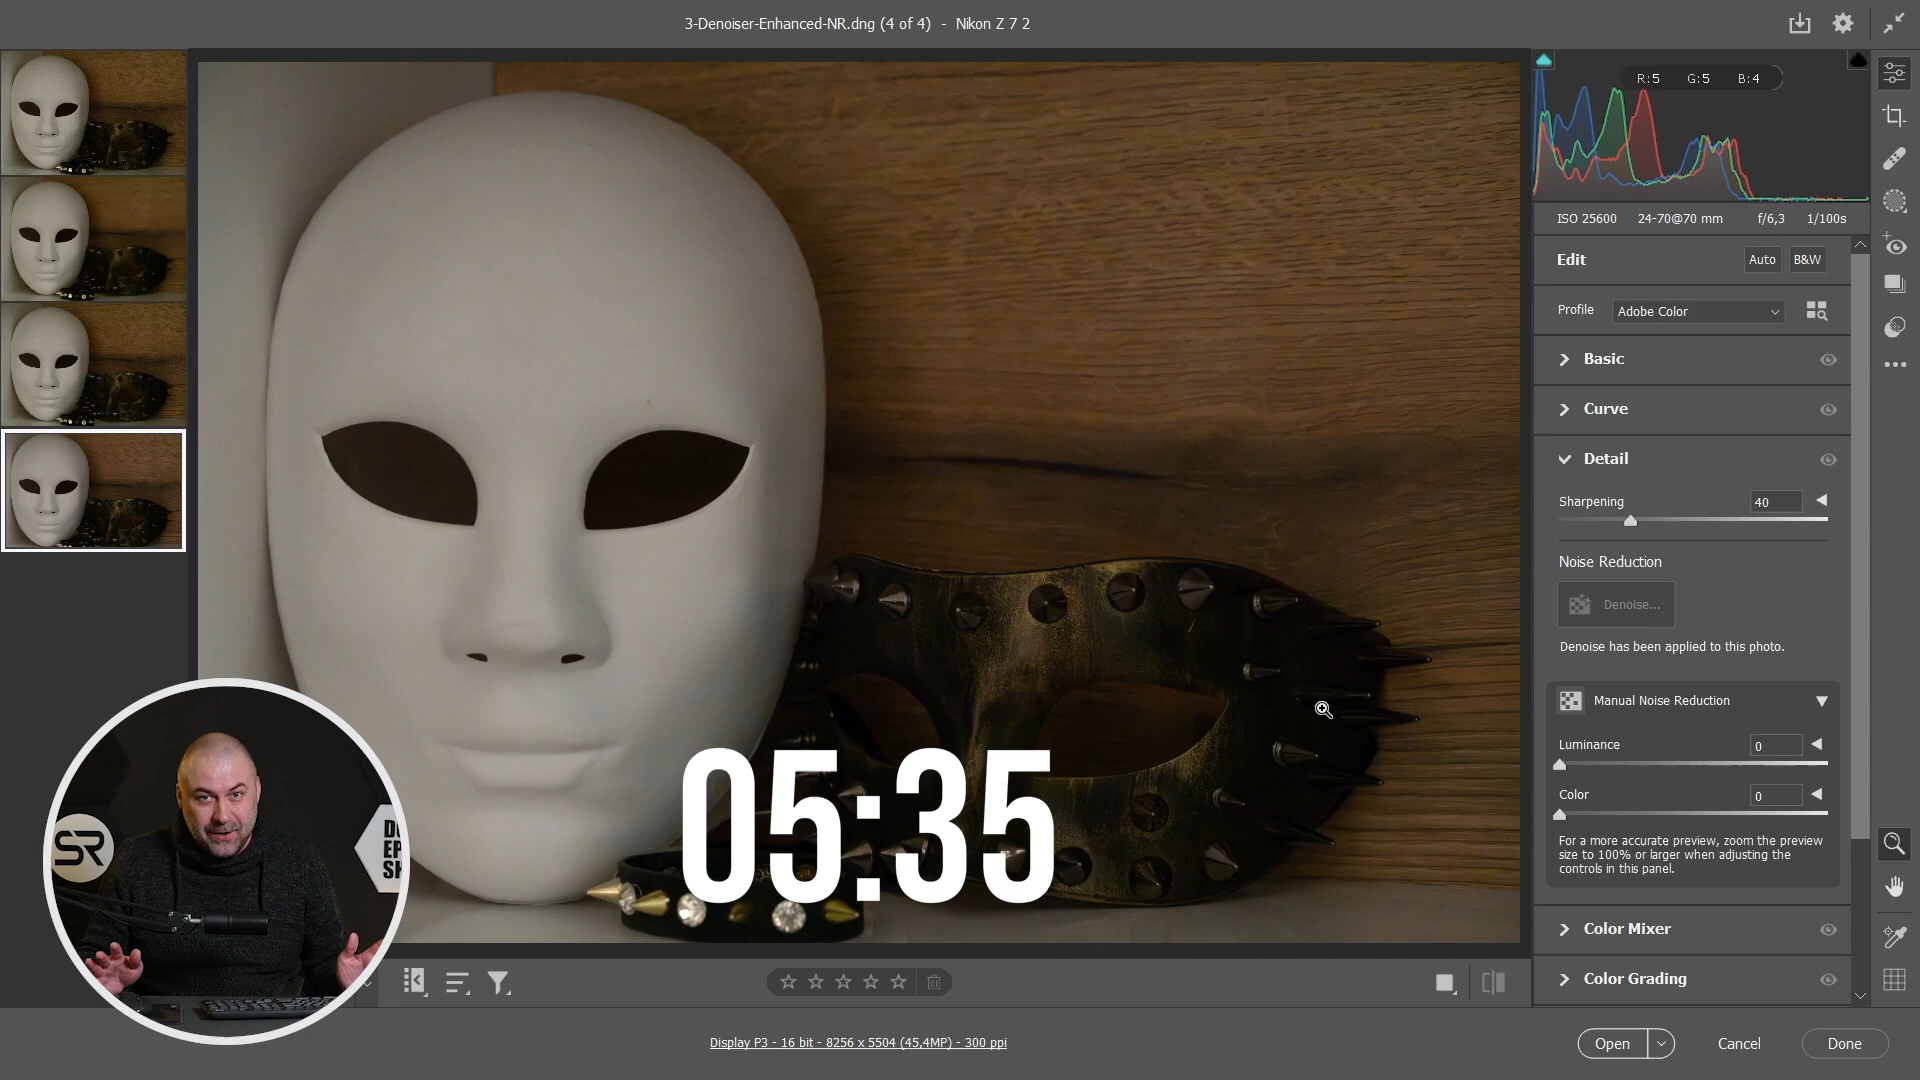 3-Denoiser-Enhanced-NR.dng (4 of 4) - Nikon Z 7 2
R:5 G:5 B:4
ISO 25600 24-70@70 mm f/6,3 1/100s
Edit Auto B&W
Profile Adobe Color
Basic
Curve
Detail
Sharpening 40
Noise Reduction
Denoise...
Denoise has been applied to this photo.
Manual Noise Reduction
Luminance 0
Color 0
For a more accurate preview, zoom the preview
size to 100% or larger when adjusting the
controls in this panel.
Color Mixer
Color Grading
05:35
SR
Display P3 - 16 bit - 8256 x 5504 (45,4MP) - 300 ppi
Open Cancel Done